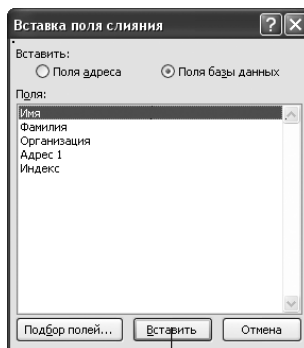 Вставка поля слияния
Вставить:
Поля адреса Поля базы данных
Поля:
Имя
Фамилия
Организация
Адрес 1
Индекс
Подбор полей... Вставить Отмена